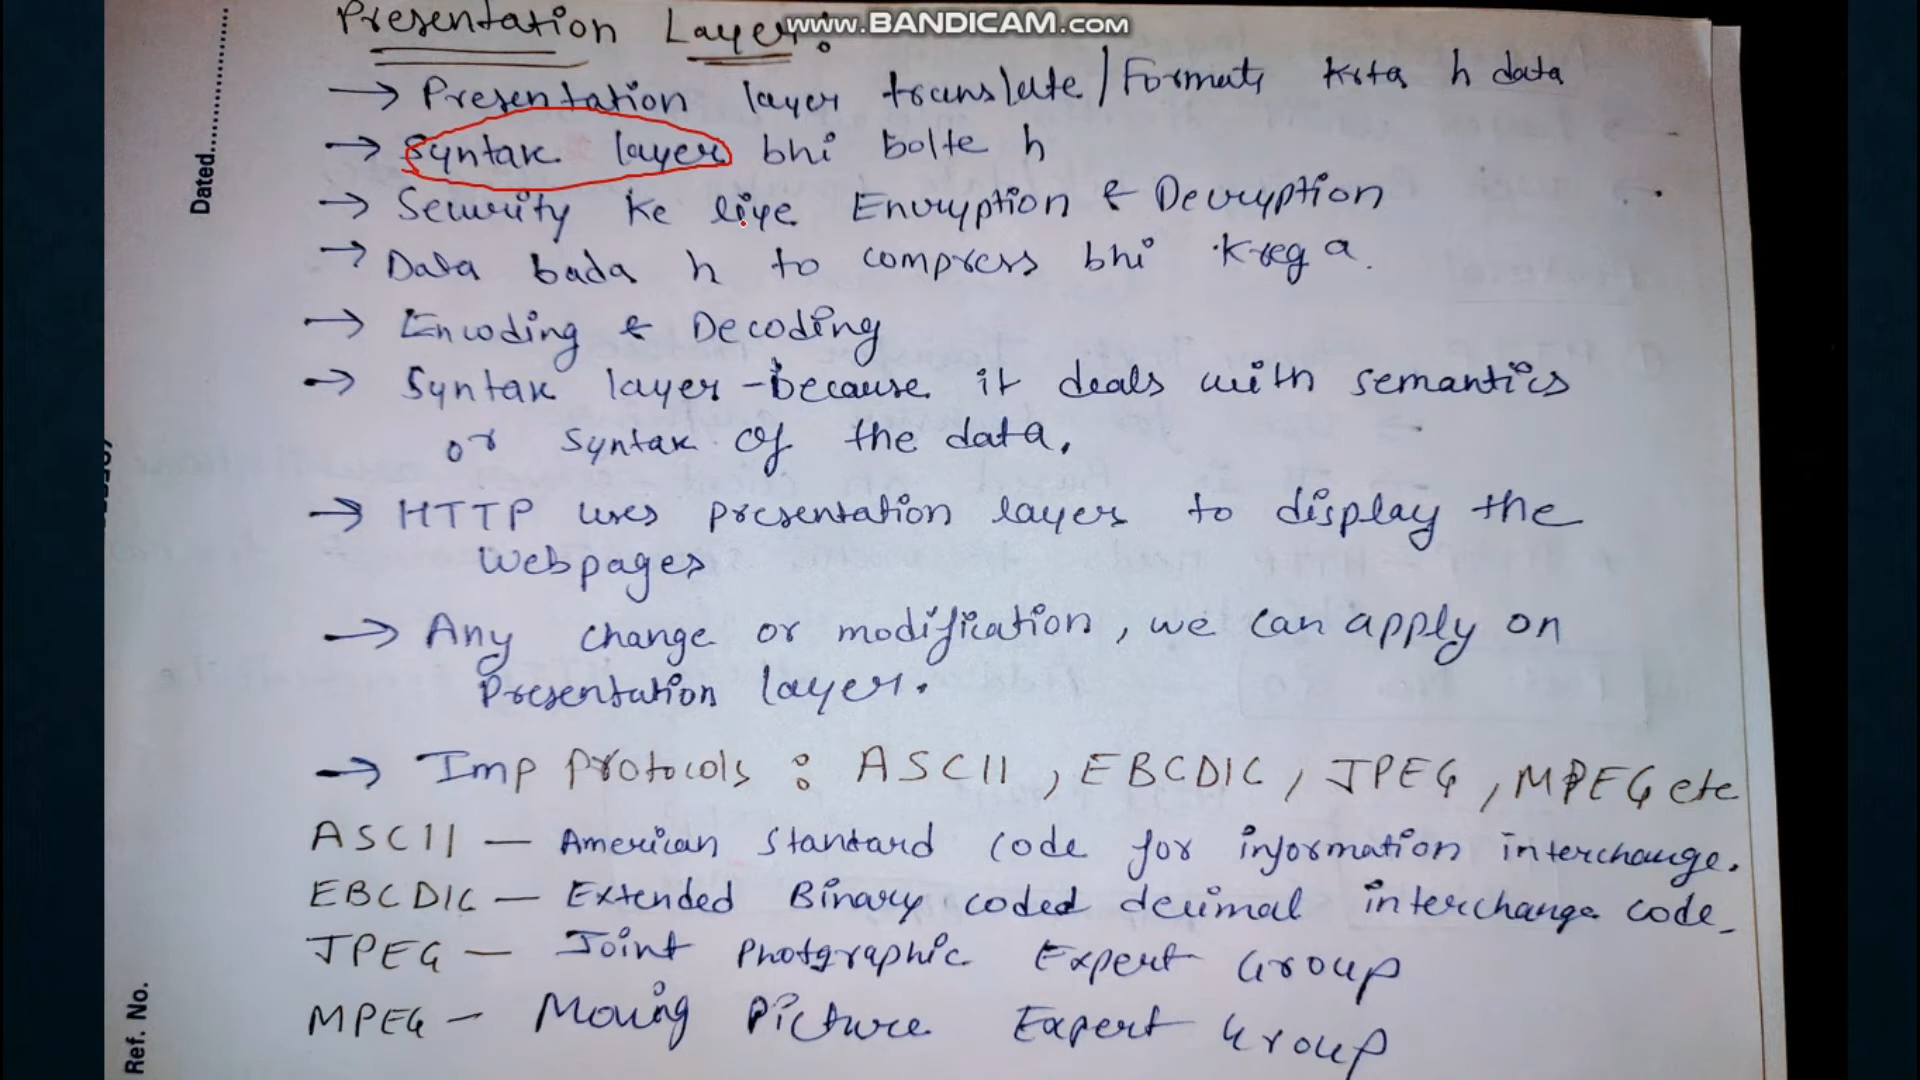 Presentation Layer:
www.BANDICAM.com
→ Presentation layer translate/Formats krta h data
→ Syntax layer bhi bolte h
→ Security ke liye Encryption & Decryption
→ Data bada h to compress bhi krega.
→ Encoding & Decoding
→ Syntax layer - because it deals with semantics
or syntax of the data.
→ HTTP uses presentation layer to display the
webpages
→ Any change or modification, we can apply on
Presentation layer.
→ Imp protocols : ASCII, EBCDIC, JPEG, MPEG etc
ASCII — American standard code for information interchange.
EBCDIC — Extended Binary coded decimal interchange code.
JPEG — Joint Photgraphic Expert Group
MPEG — Moving Picture Expert Group
Dated
Ref. No.